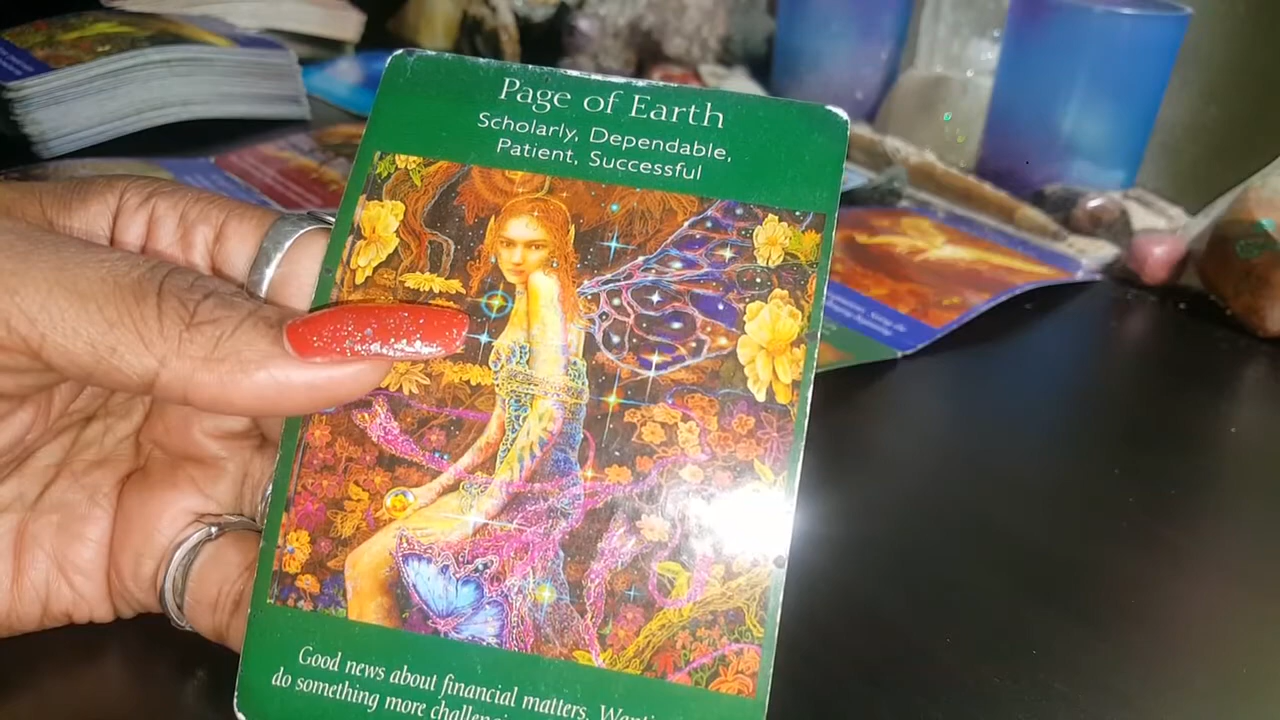 Page of Earth
Scholarly, Dependable,
Patient, Successful
Good news about financial matters.
do something more